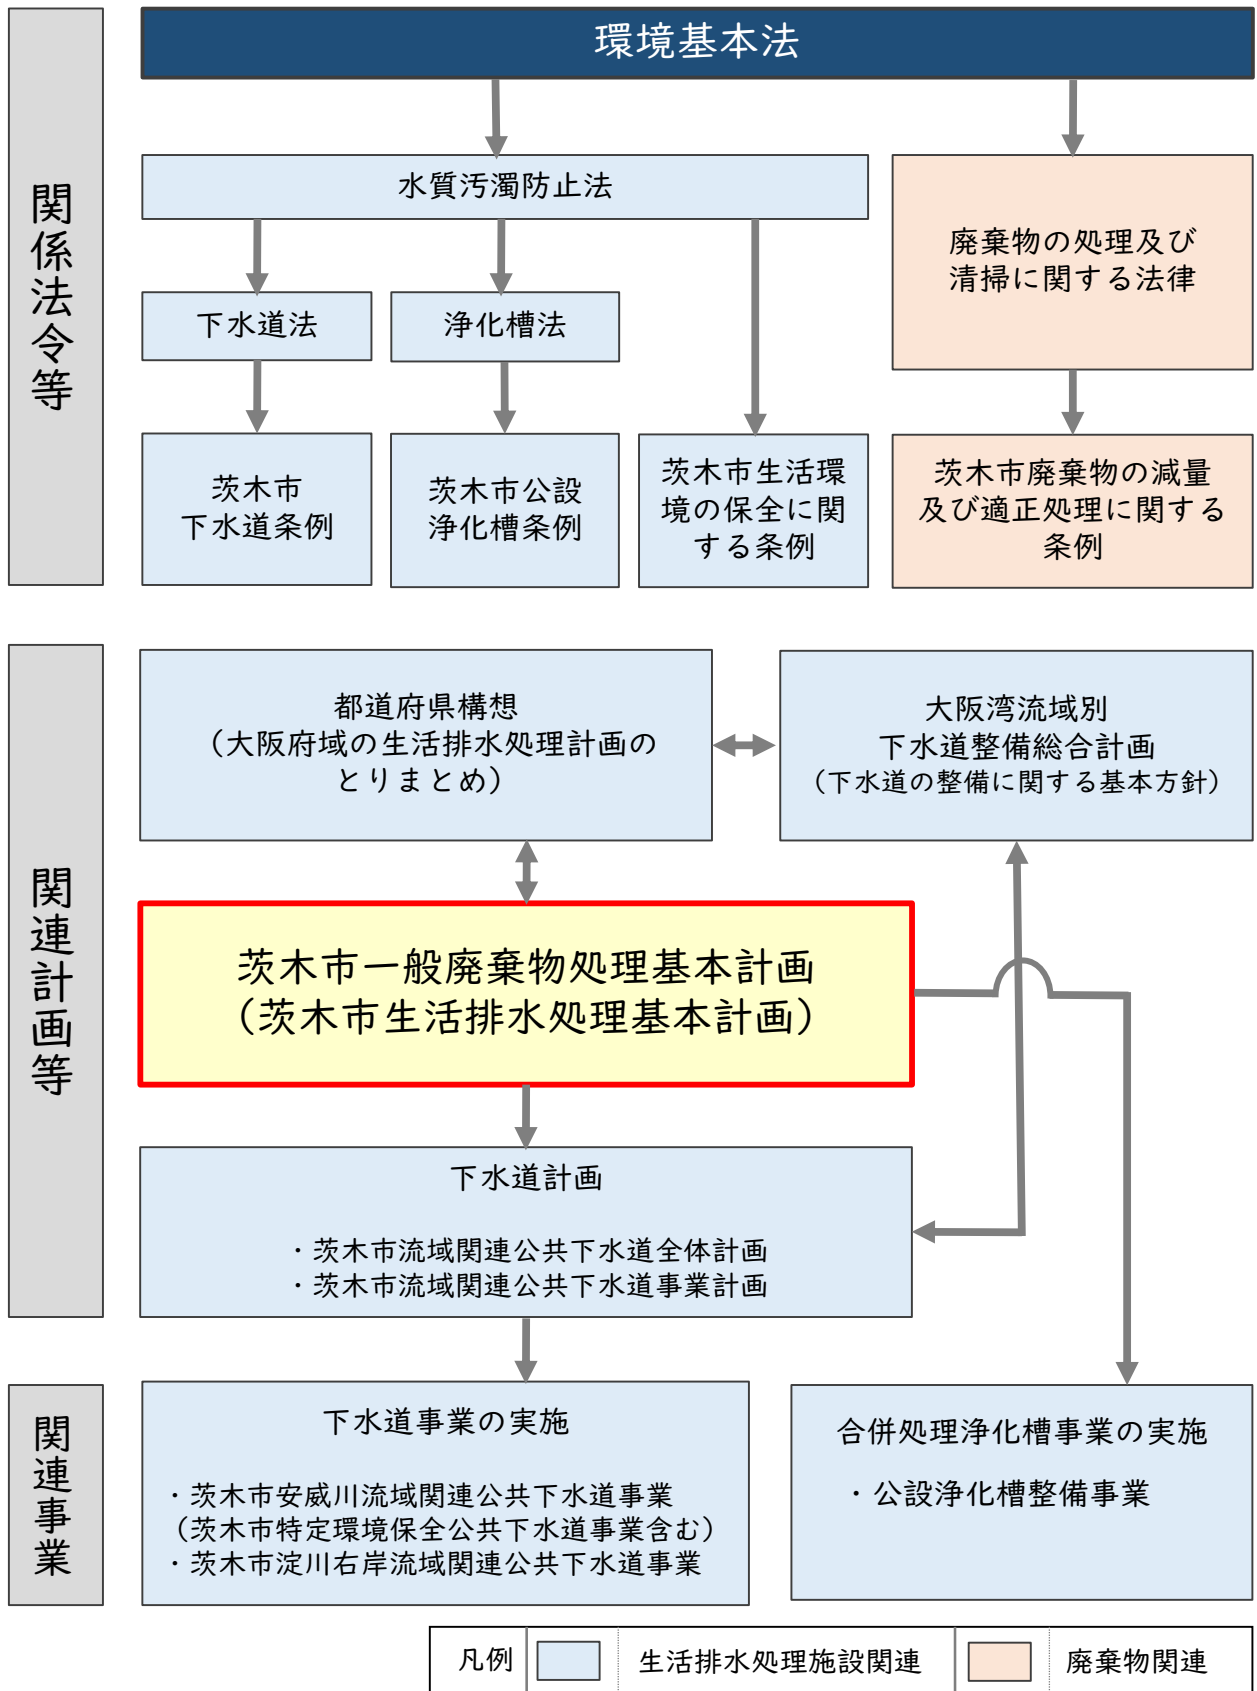 関係法令等
環境基本法
水質汚濁防止法
廃棄物の処理及び
清掃に関する法律
下水道法
浄化槽法
茨木市
下水道条例
茨木市公設
浄化槽条例
茨木市生活環
境の保全に関
する条例
茨木市廃棄物の減量
及び適正処理に関する
条例
関連計画等
都道府県構想
（大阪府域の生活排水処理計画の
とりまとめ）
大阪湾流域別
下水道整備総合計画
（下水道の整備に関する基本方針）
茨木市一般廃棄物処理基本計画
（茨木市生活排水処理基本計画）
下水道計画
・茨木市流域関連公共下水道全体計画
・茨木市流域関連公共下水道事業計画
関連事業
下水道事業の実施
・茨木市安威川流域関連公共下水道事業
（茨木市特定環境保全公共下水道事業含む）
・茨木市淀川右岸流域関連公共下水道事業
合併処理浄化槽事業の実施
・公設浄化槽整備事業
凡例
生活排水処理施設関連
廃棄物関連